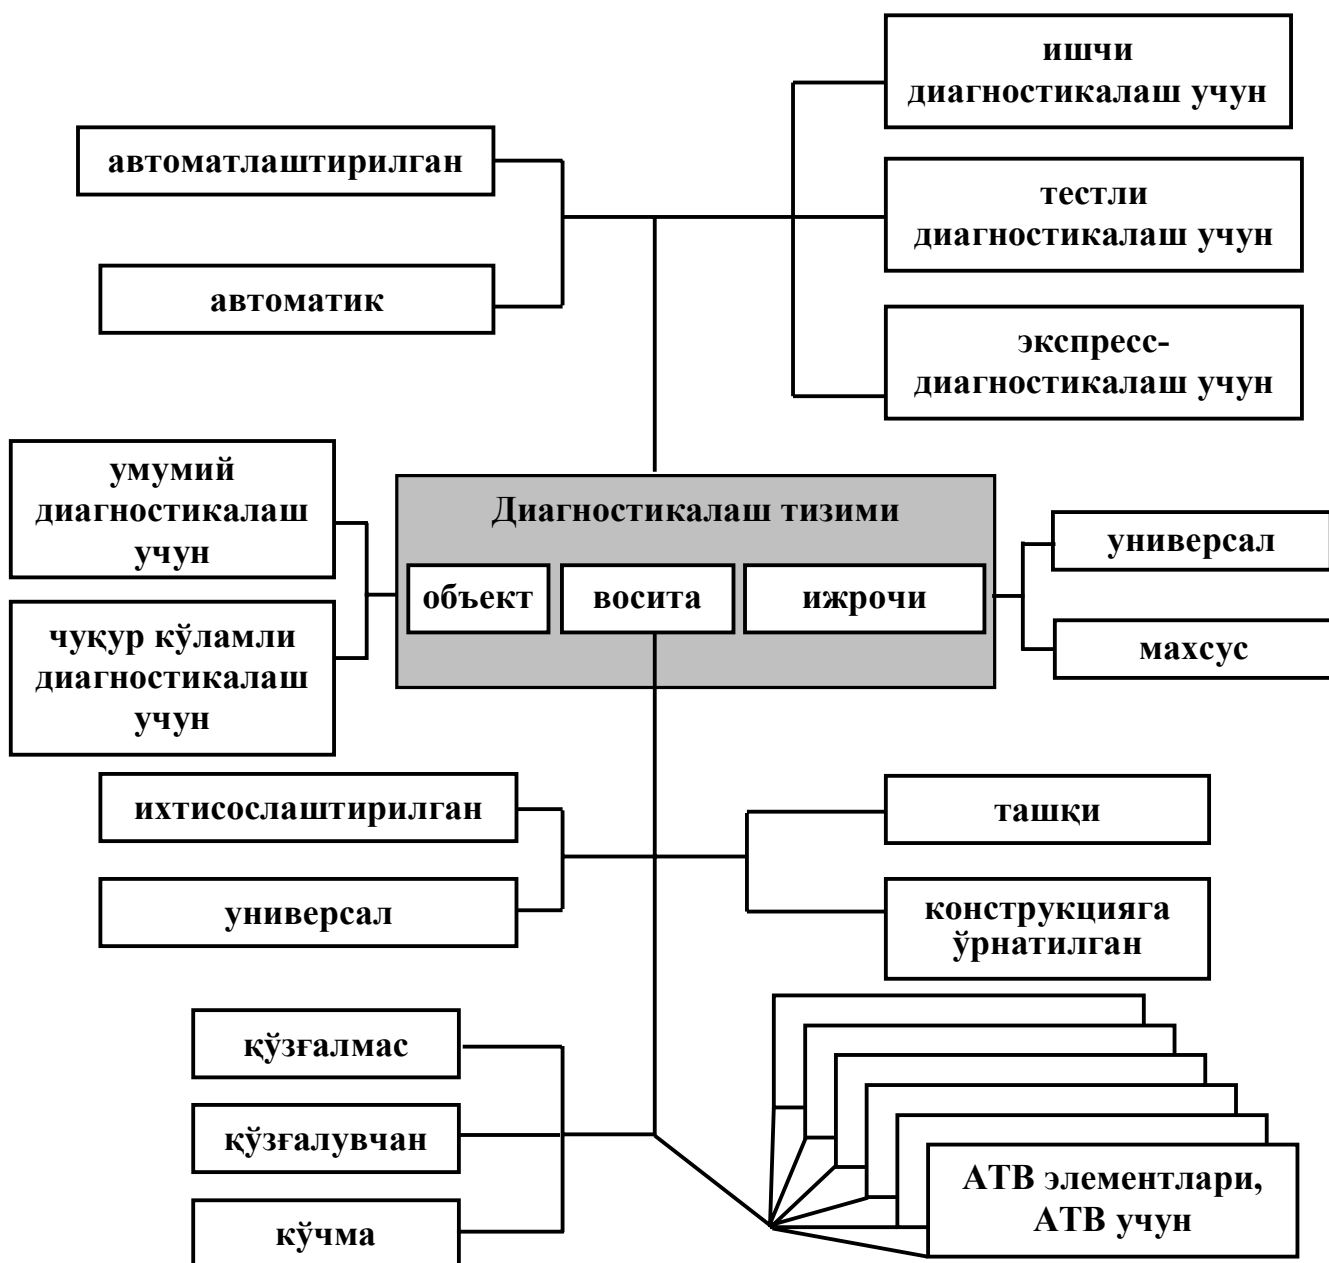 ишчи
диагностикалаш учун
автоматлаштирилган
тестли
диагностикалаш учун
автоматик
экспресс-
диагностикалаш учун
умумий
диагностикалаш
учун
Диагностикалаш тизими
универсал
объект
восита
ижрочи
чуқур кўламли
диагностикалаш
учун
махсус
ихтисослаштирилган
ташқи
универсал
конструкцияга
ўрнатилган
қўзғалмас
қўзғалувчан
кўчма
АТВ элементлари,
АТВ учун